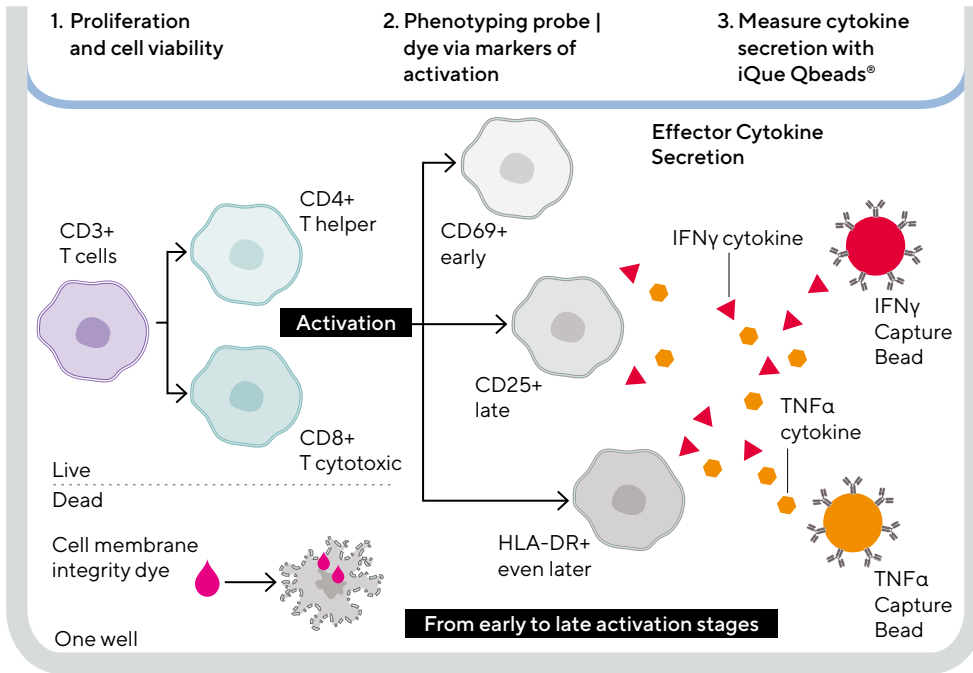 1. Proliferation
and cell viability
2. Phenotyping probe |
dye via markers of
activation
3. Measure cytokine
secretion with
iQue Qbeads®
Effector Cytokine
Secretion
CD3+
T cells
CD4+
T helper
CD8+
T cytotoxic
Live
Dead
Cell membrane
integrity dye
One well
Activation
CD69+
early
CD25+
late
HLA-DR+
even later
From early to late activation stages
IFNγ cytokine
IFNγ
Capture
Bead
TNFα
cytokine
TNFα
Capture
Bead